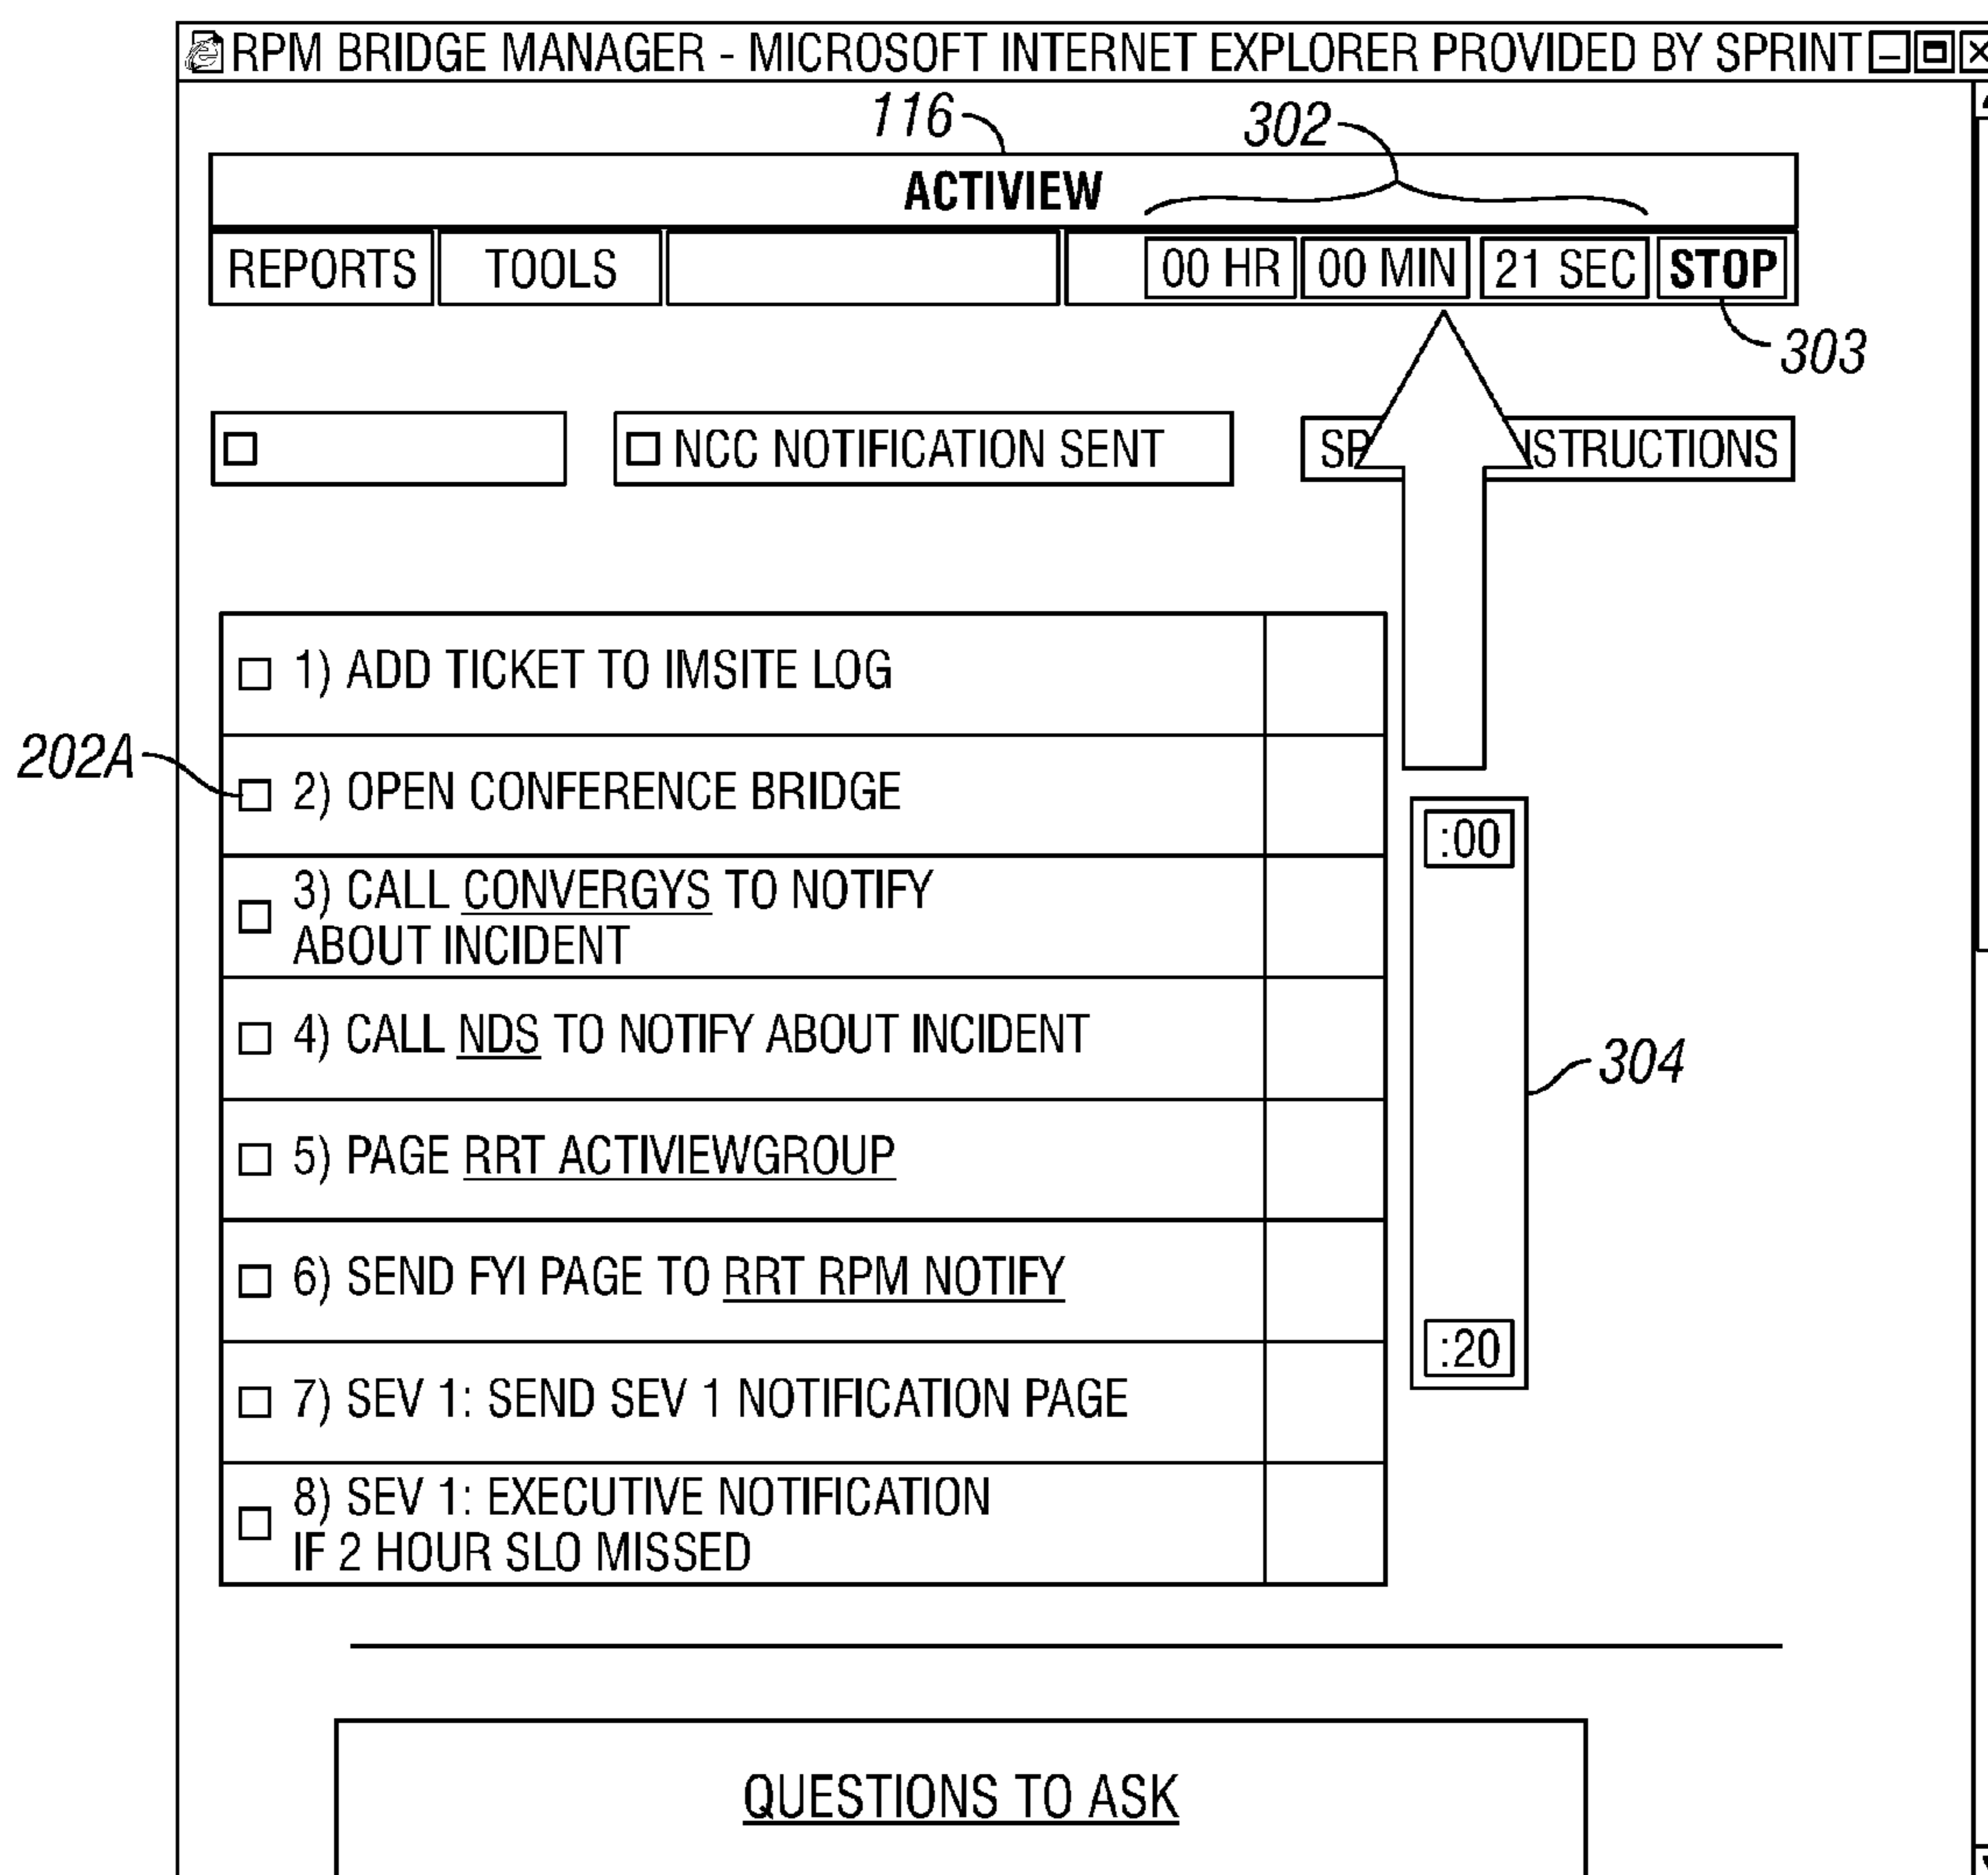 RPM BRIDGE MANAGER - MICROSOFT INTERNET EXPLORER PROVIDED BY SPRINT
116
302
ACTIVIEW
REPORTS TOOLS 00 HR 00 MIN 21 SEC STOP
303
NCC NOTIFICATION SENT
1) ADD TICKET TO IMSITE LOG
202A
2) OPEN CONFERENCE BRIDGE
:00
3) CALL CONVERGYS TO NOTIFY
ABOUT INCIDENT
4) CALL NDS TO NOTIFY ABOUT INCIDENT
304
5) PAGE RRT ACTIVIEWGROUP
6) SEND FYI PAGE TO RRT RPM NOTIFY
:20
7) SEV 1: SEND SEV 1 NOTIFICATION PAGE
8) SEV 1: EXECUTIVE NOTIFICATION
IF 2 HOUR SLO MISSED
QUESTIONS TO ASK